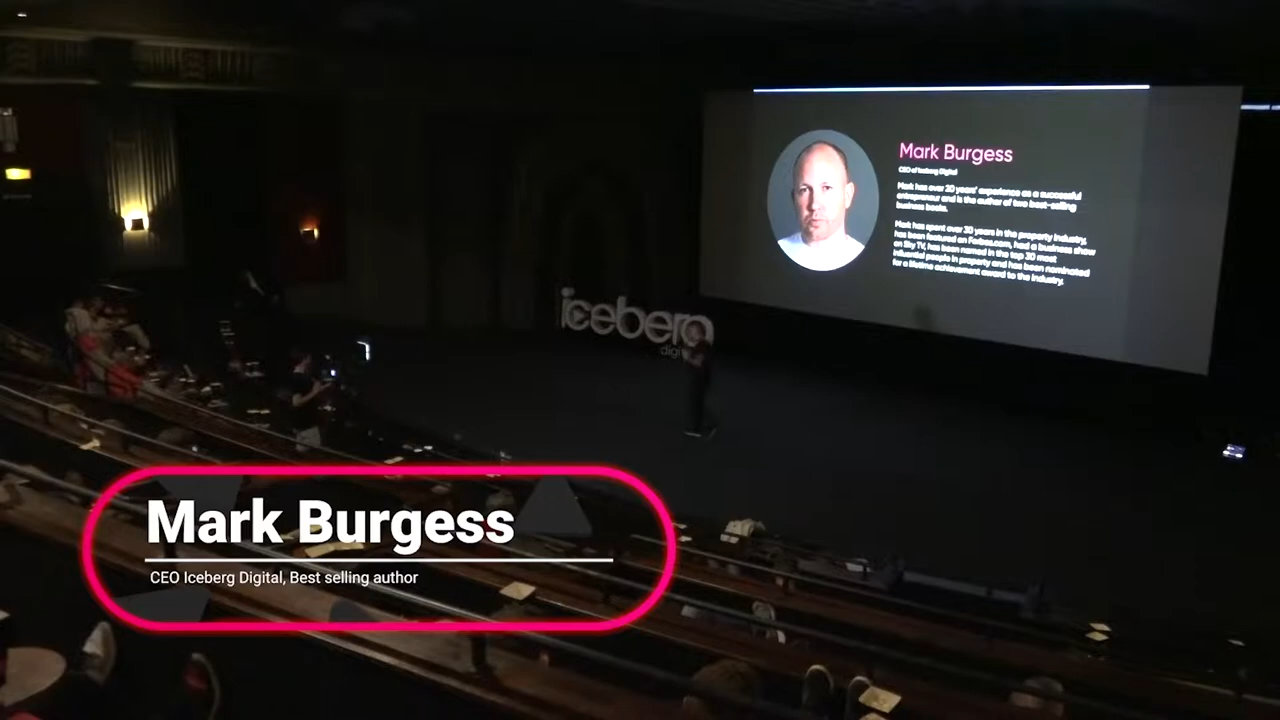 Mark Burgess
CEO of Iceberg Digital
Mark has over 20 years' experience as a successful
entrepreneur and is the author of two best-selling
business books.
Mark has spent over 30 years in the property industry,
has been featured on Forbes.com, had a business show
on Sky TV, has been named in the top 30 most
influential people in property and has been nominated
for a lifetime achievement award to the industry.
iceberg
digi
Mark Burgess
CEO Iceberg Digital, Best selling author